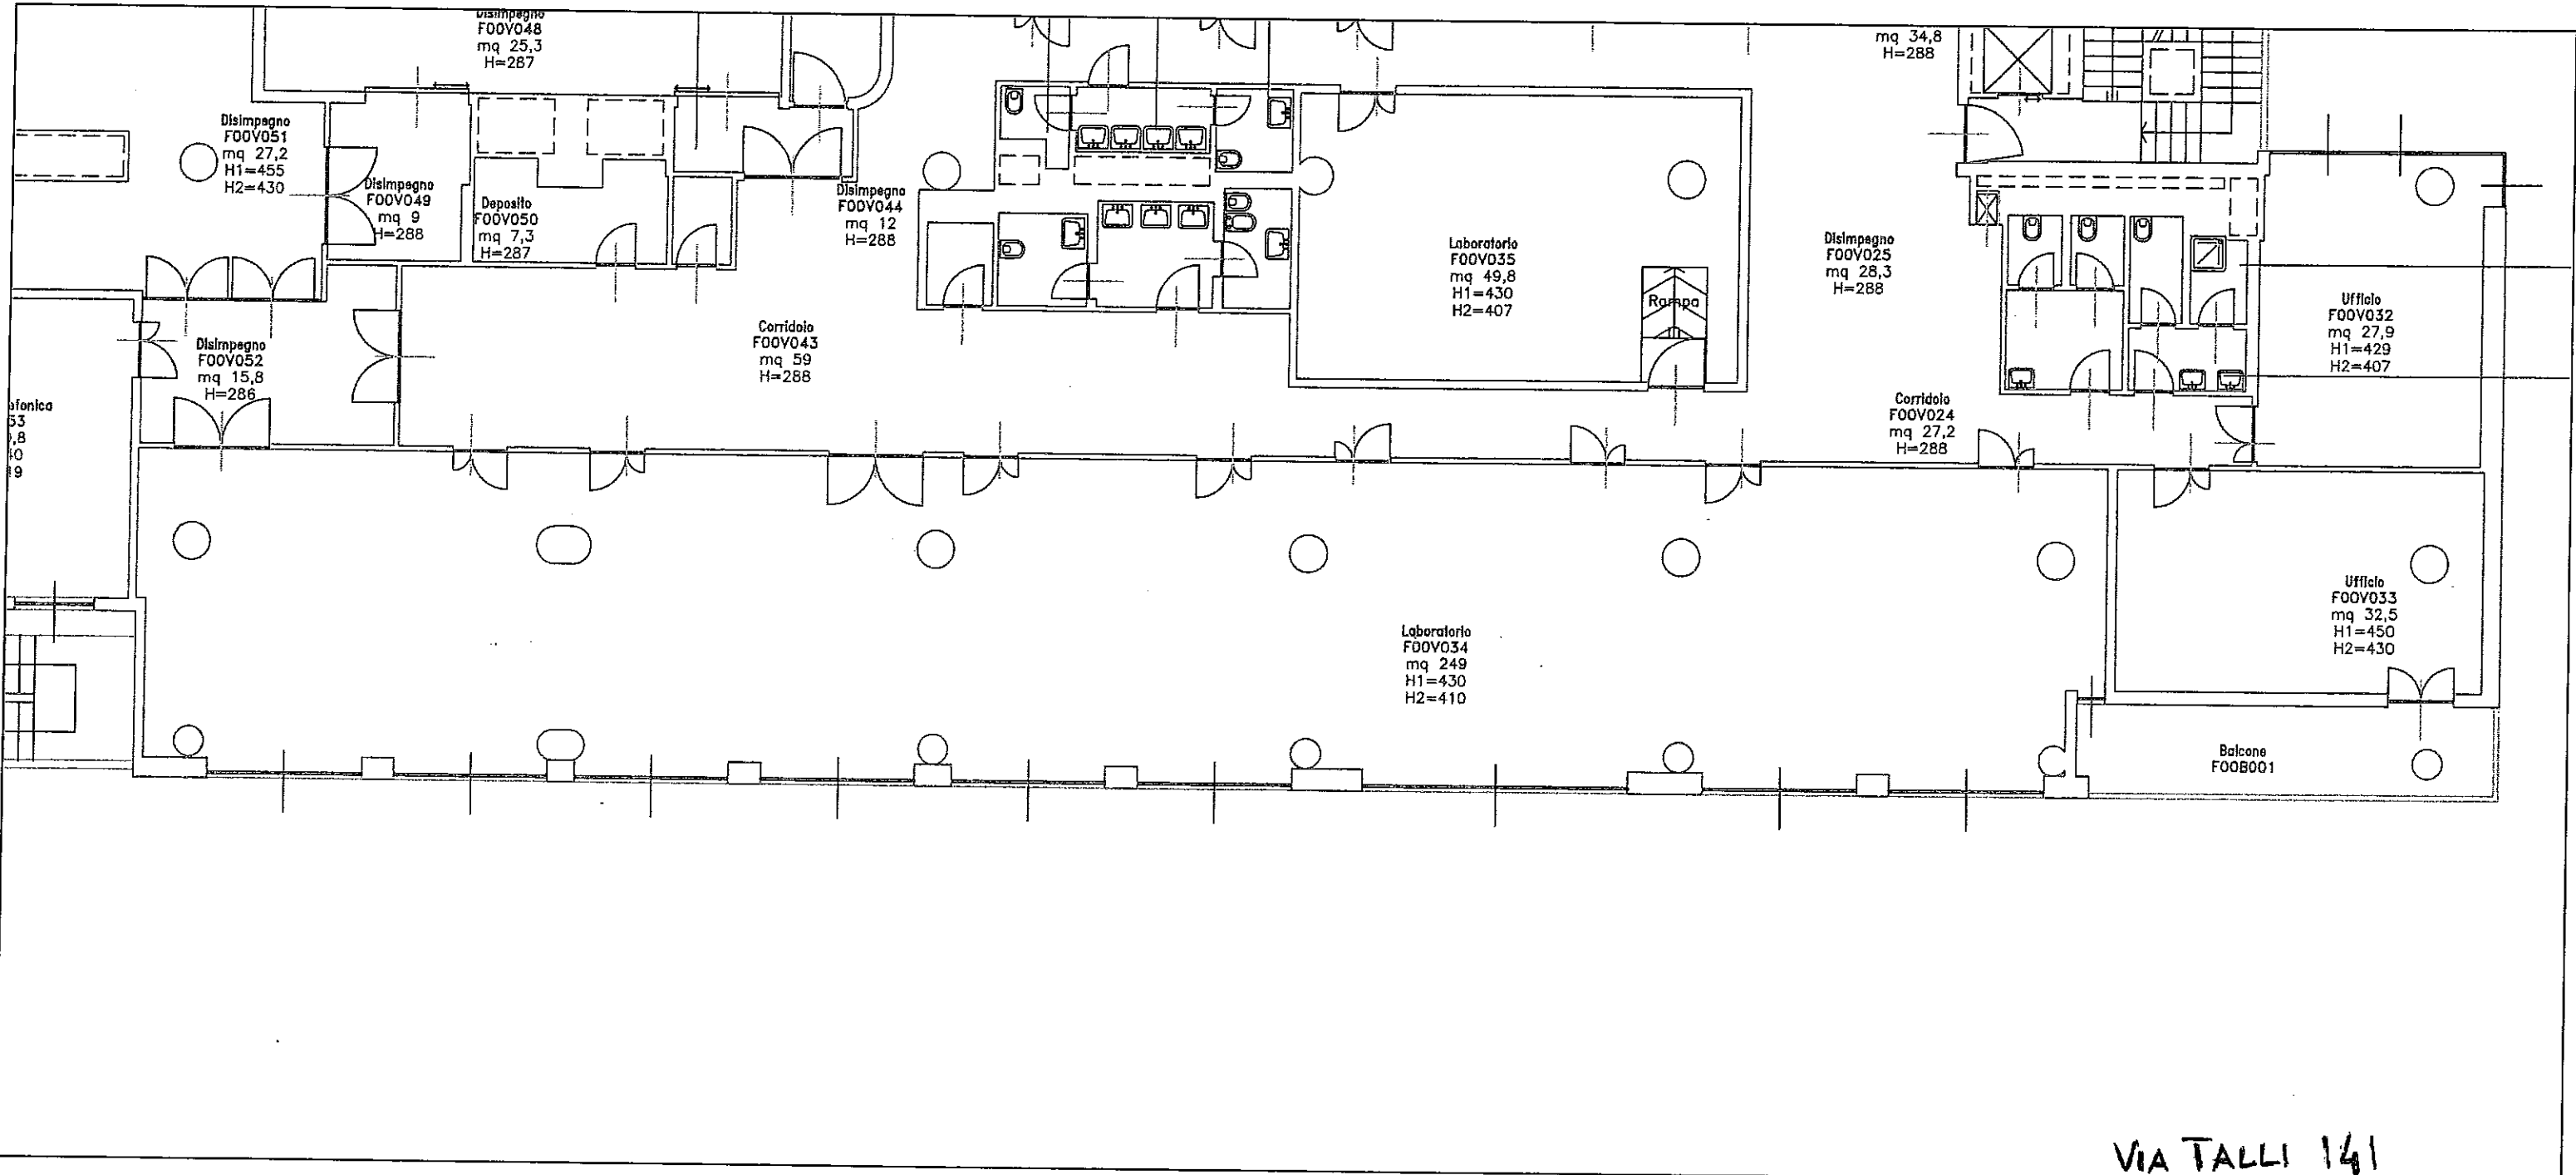 Disimpegno
F00V048
mq 25,3
H=287
mq 34,8
H=288
Disimpegno
F00V051
mq 27,2
H1=455
H2=430
Disimpegno
F00V049
mq 9
H=288
Deposito
F00V050
mq 7,3
H=287
Disimpegno
F00V044
mq 12
H=288
Laboratorio
F00V035
mq 49,8
H1=430
H2=407
Rampa
Disimpegno
F00V025
mq 28,3
H=288
Ufficio
F00V032
mq 27,9
H1=429
H2=407
Disimpegno
F00V052
mq 15,8
H=286
Corridoio
F00V043
mq 59
H=288
Corridoio
F00V024
mq 27,2
H=288
afonica
53
,8
Laboratorio
F00V034
mq 249
H1=430
H2=410
Ufficio
F00V033
mq 32,5
H1=450
H2=430
Balcone
F00B001
VIA TALLI 141